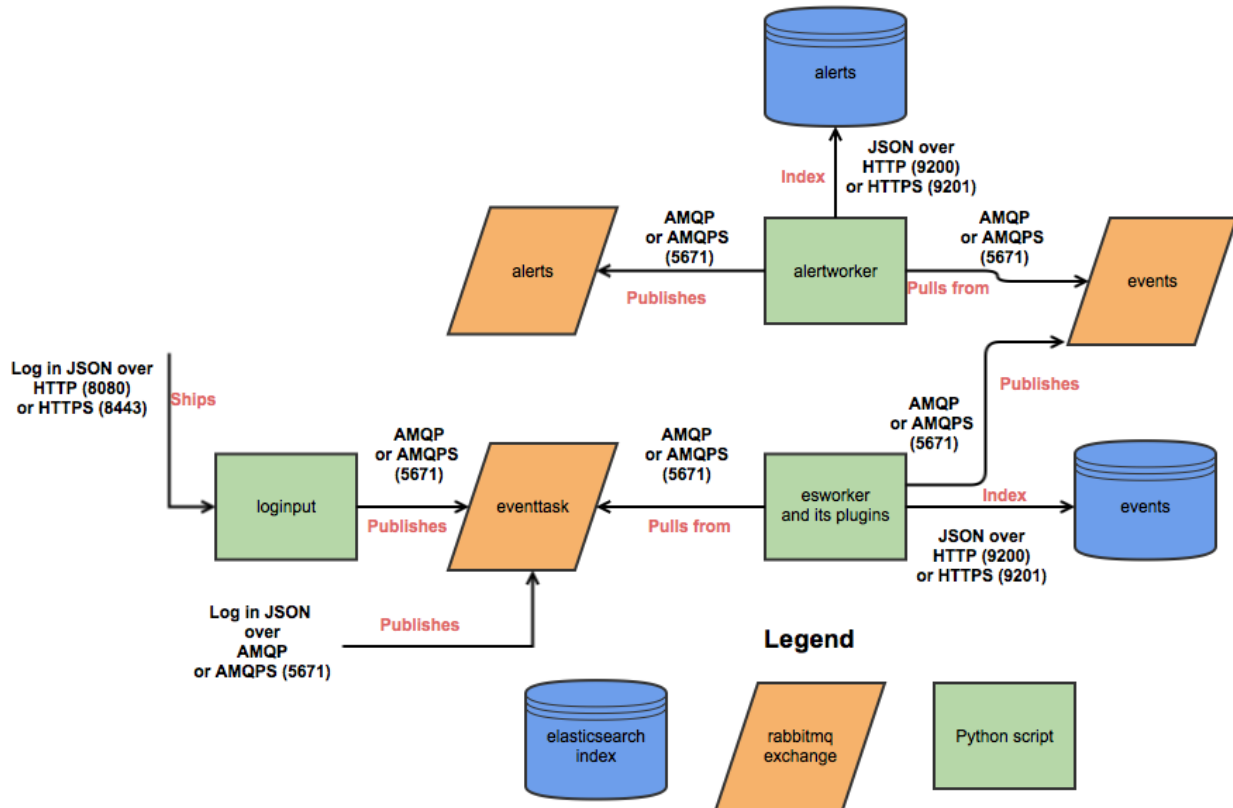 alerts
JSON over
HTTP (9200)
or HTTPS (9201)
Index
AMQP
or AMQPS
(5671)
AMQP
or AMQPS
(5671)
alerts
alertworker
events
Publishes
Pulls from
Log in JSON over
HTTP (8080)
or HTTPS (8443)
Ships
Publishes
AMQP
or AMQPS
(5671)
AMQP
or AMQPS
(5671)
AMQP
or AMQPS
(5671)
loginput
eventtask
esworker
and its plugins
events
Publishes
Pulls from
Index
JSON over
HTTP (9200)
or HTTPS (9201)
Log in JSON
over
AMQP
or AMQPS (5671)
Publishes
Legend
elasticsearch
index
rabbitmq
exchange
Python script